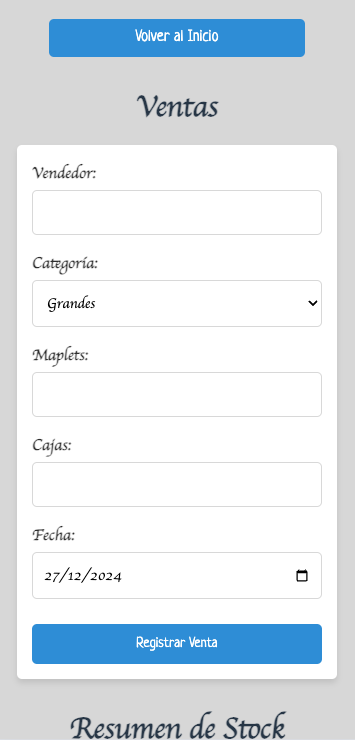 Volver al Inicio
Ventas
Vendedor:
Categoría:
Grandes
Maplets:
Cajas:
Fecha:
27/12/2024
Registrar Venta
Resumen de Stock